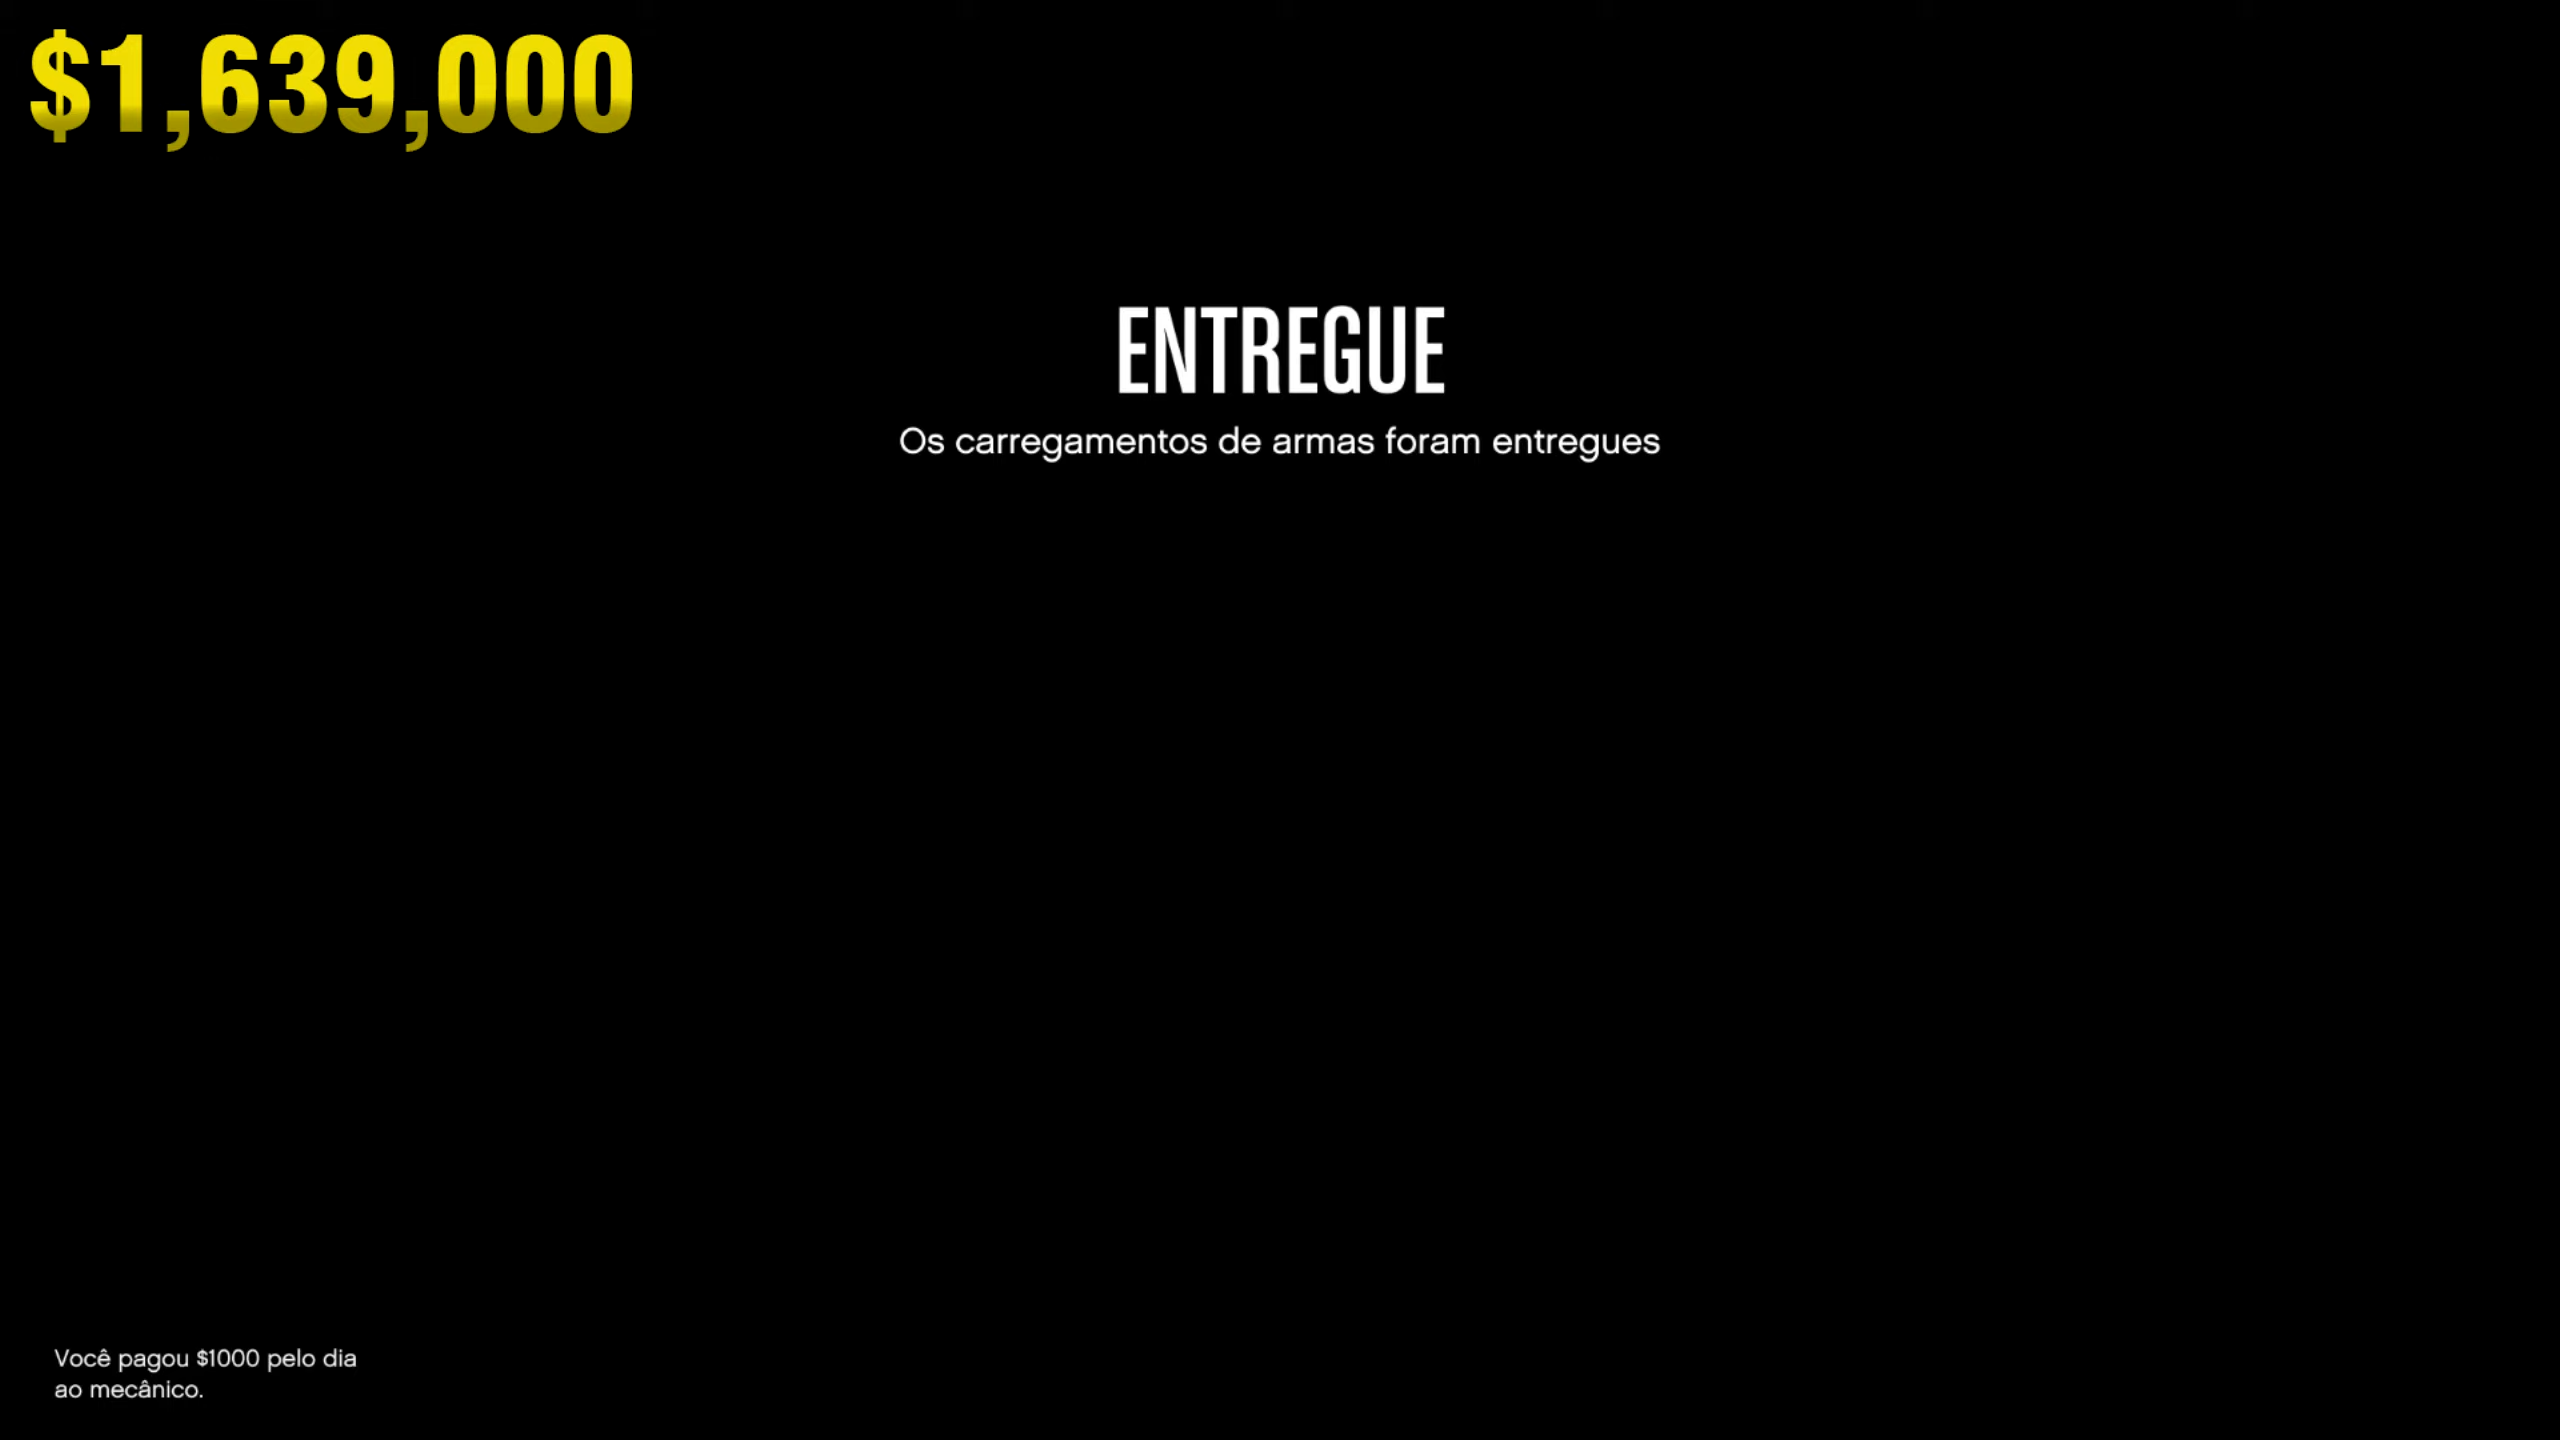 $1,639,000
ENTREGUE
Os carregamentos de armas foram entregues
Você pagou $1000 pelo dia
ao mecânico.